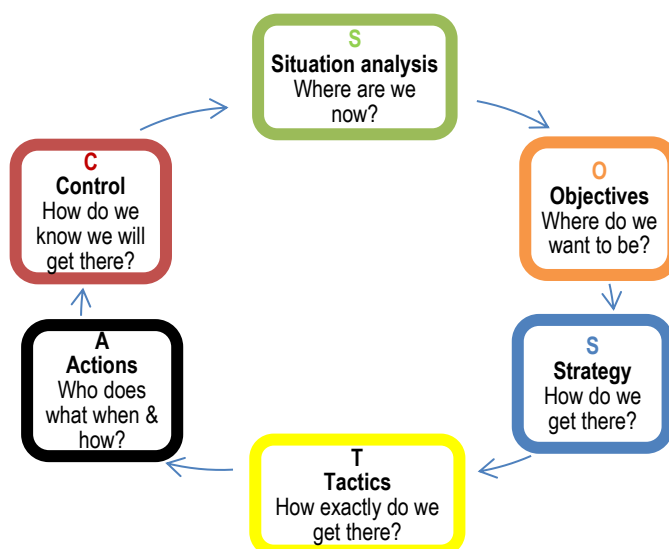 S
Situation analysis
Where are we
now?
O
Objectives
Where do we
want to be?
S
Strategy
How do we
get there?
T
Tactics
How exactly do we
get there?
A
Actions
Who does
what when &
how?
C
Control
How do we
know we will
get there?